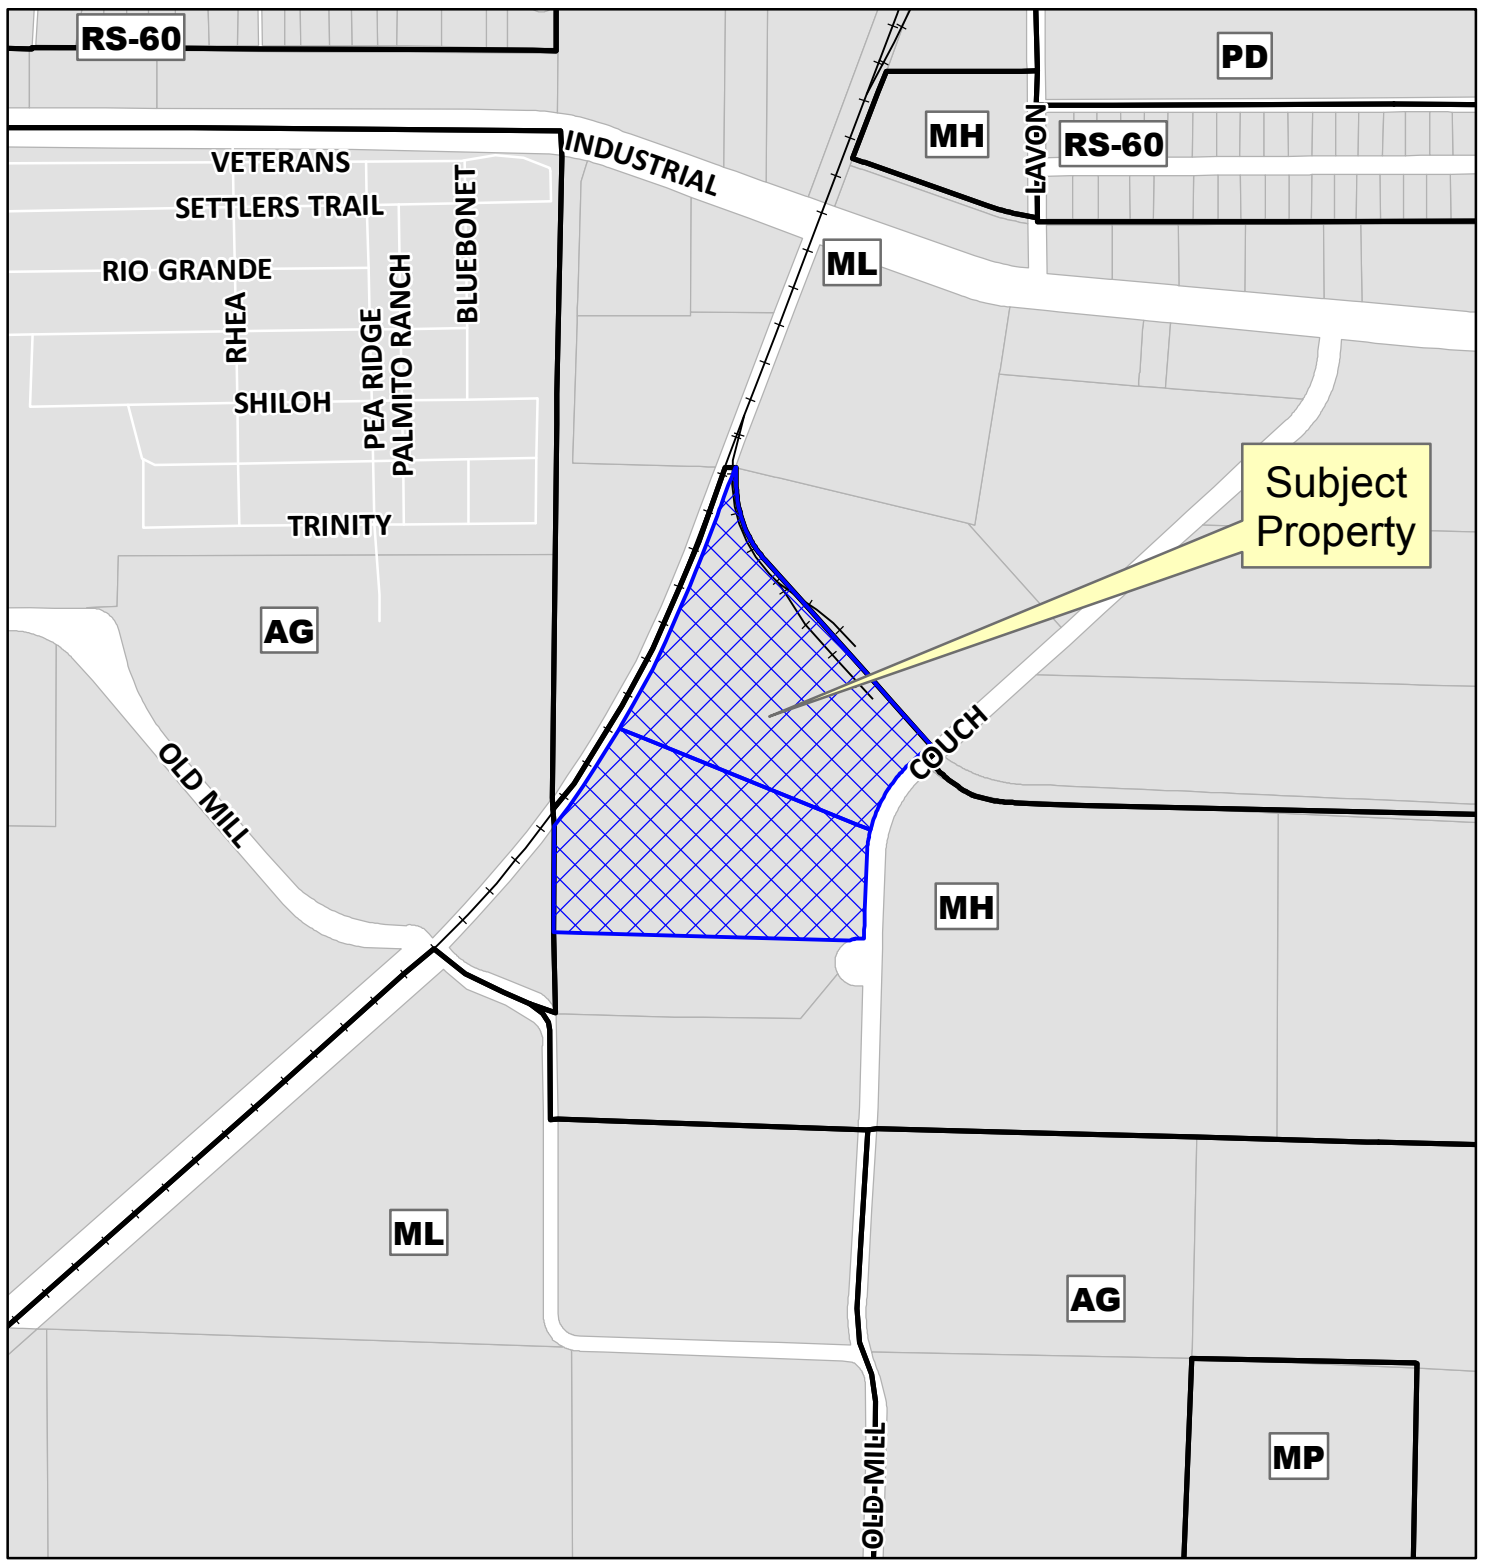 RS-60
PD
MH
LAVON
RS-60
INDUSTRIAL
VETERANS
SETTLERS TRAIL
BLUEBONET
RIO GRANDE
ML
RHEA
PEA RIDGE
PALMITO RANCH
SHILOH
TRINITY
Subject
Property
AG
OLD MILL
COUCH
MH
ML
AG
MP
OLD MILL